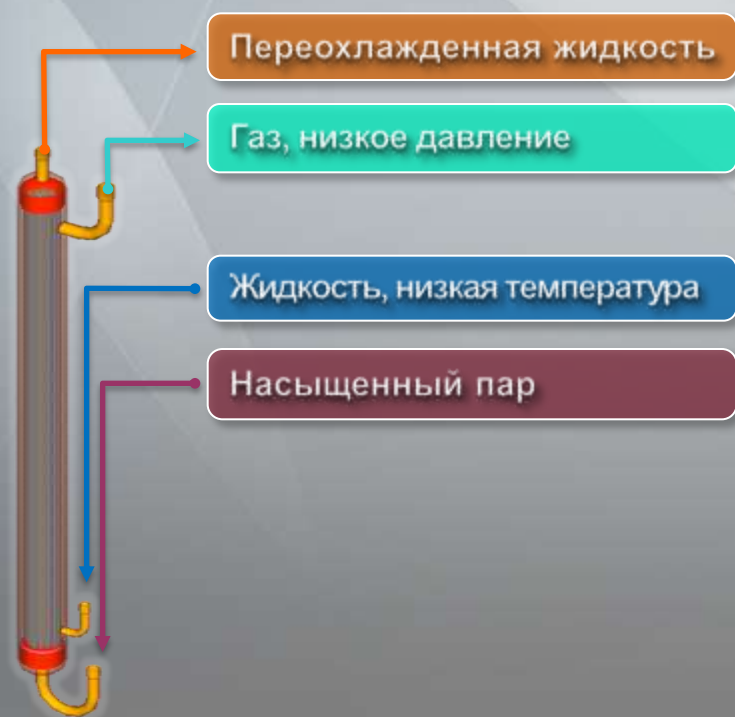 Переохлажденная жидкость
Газ, низкое давление
Жидкость, низкая температура
Насыщенный пар